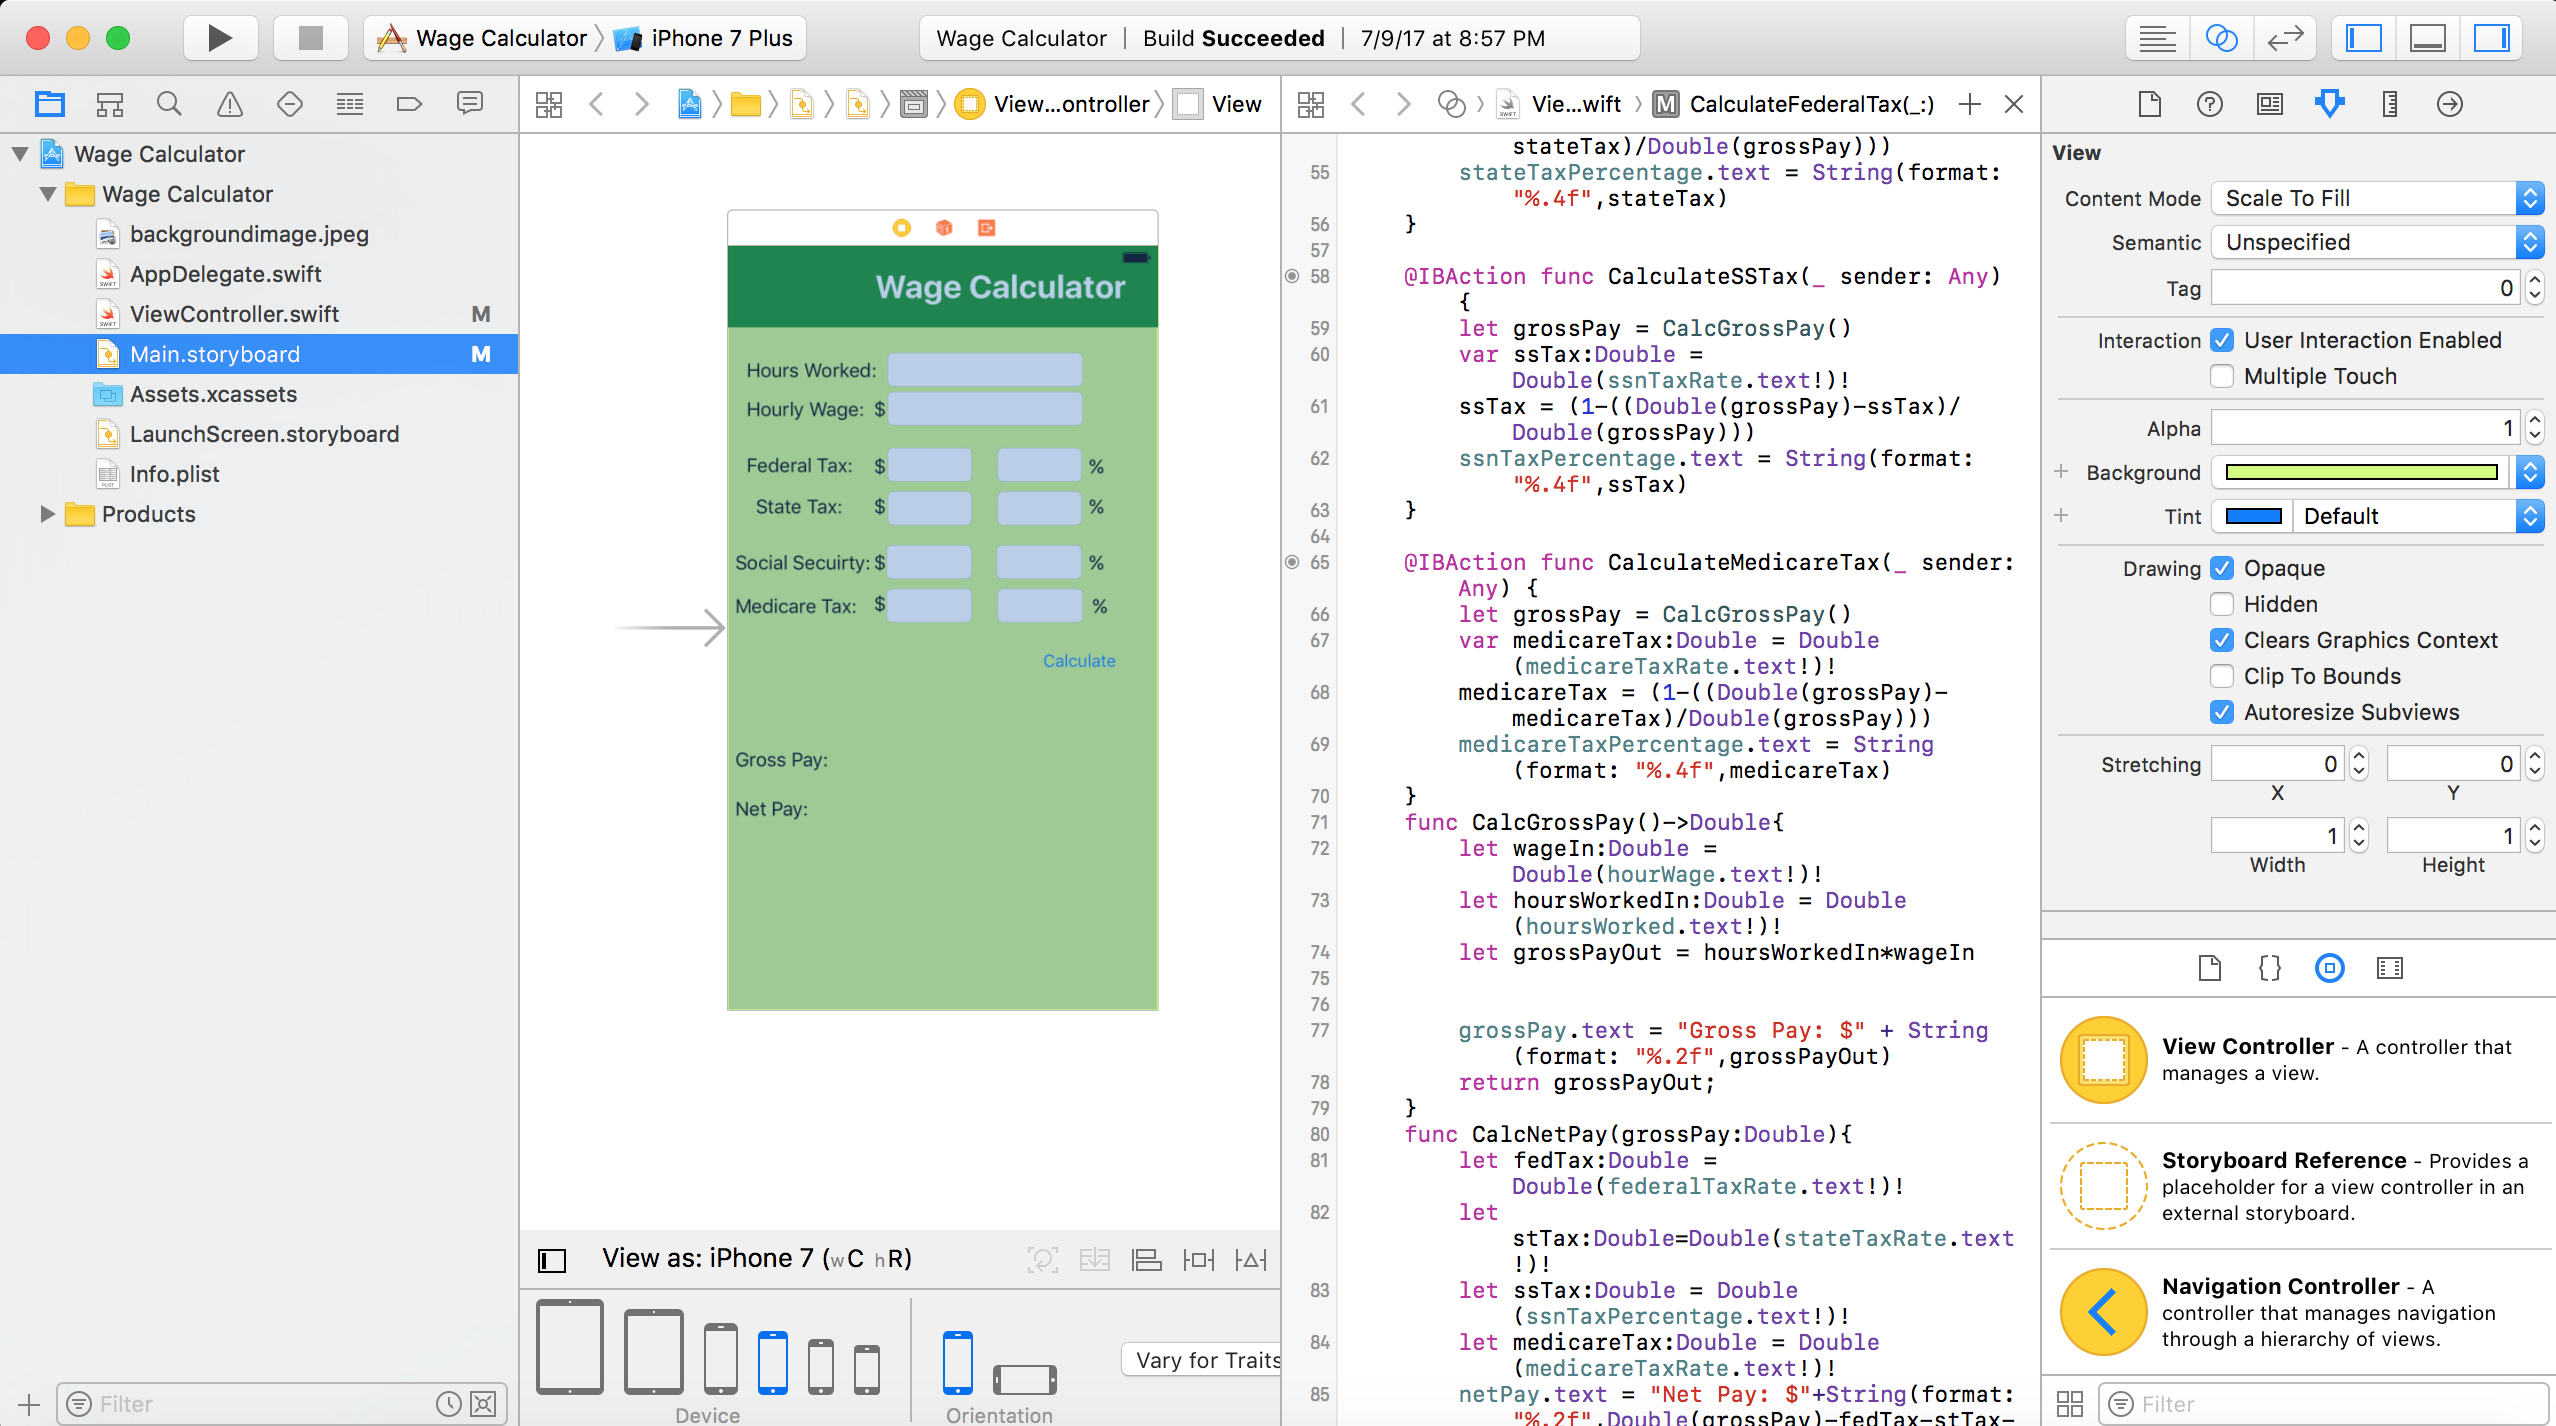 Wage Calculator
iPhone 7 Plus
Wage Calculator | Build Succeeded | 7/9/17 at 8:57 PM
View...ontroller
View
Vie...wift
M
CalculateFederalTax(_:)
Wage Calculator
Wage Calculator
backgroundimage.jpeg
AppDelegate.swift
ViewController.swift M
Main.storyboard M
Assets.xcassets
LaunchScreen.storyboard
Info.plist
Products
Filter
Wage Calculator
Hours Worked:
Hourly Wage: $
Federal Tax: $ %
State Tax: $ %
Social Secuirty: $ %
Medicare Tax: $ %
Calculate
Gross Pay:
Net Pay:
View as: iPhone 7 (wC hR)
Vary for Traits
Device
Orientation
stateTax)/Double(grossPay)))
55 stateTaxPercentage.text = String(format:
"%.4f",stateTax)
56 }
57
58 @IBAction func CalculateSSTax(_ sender: Any)
{
59 let grossPay = CalcGrossPay()
60 var ssTax:Double =
Double(ssnTaxRate.text!)!
61 ssTax = (1-((Double(grossPay)-ssTax)/
Double(grossPay)))
62 ssnTaxPercentage.text = String(format:
"%.4f",ssTax)
63 }
64
65 @IBAction func CalculateMedicareTax(_ sender:
Any) {
66 let grossPay = CalcGrossPay()
67 var medicareTax:Double = Double
(medicareTaxRate.text!)!
68 medicareTax = (1-((Double(grossPay)-
medicareTax)/Double(grossPay)))
69 medicareTaxPercentage.text = String
(format: "%.4f",medicareTax)
70 }
71 func CalcGrossPay()->Double{
72 let wageIn:Double =
Double(hourWage.text!)!
73 let hoursWorkedIn:Double = Double
(hoursWorked.text!)!
74 let grossPayOut = hoursWorkedIn*wageIn
75
76
77 grossPay.text = "Gross Pay: $" + String
(format: "%.2f",grossPayOut)
78 return grossPayOut;
79 }
80 func CalcNetPay(grossPay:Double){
81 let fedTax:Double =
Double(federalTaxRate.text!)!
82 let
stTax:Double=Double(stateTaxRate.text
!)!
83 let ssTax:Double = Double
(ssnTaxPercentage.text!)!
84 let medicareTax:Double = Double
(medicareTaxRate.text!)!
85 netPay.text = "Net Pay: $"+String(format:
"%.2f",Double(grossPay)-fedTax-stTax-
View
Content Mode Scale To Fill
Semantic Unspecified
Tag 0
Interaction User Interaction Enabled
Multiple Touch
Alpha 1
+ Background
+ Tint Default
Drawing Opaque
Hidden
Clears Graphics Context
Clip To Bounds
Autoresize Subviews
Stretching 0 0
X Y
1 1
Width Height
View Controller - A controller that
manages a view.
Storyboard Reference - Provides a
placeholder for a view controller in an
external storyboard.
Navigation Controller - A
controller that manages navigation
through a hierarchy of views.
Filter